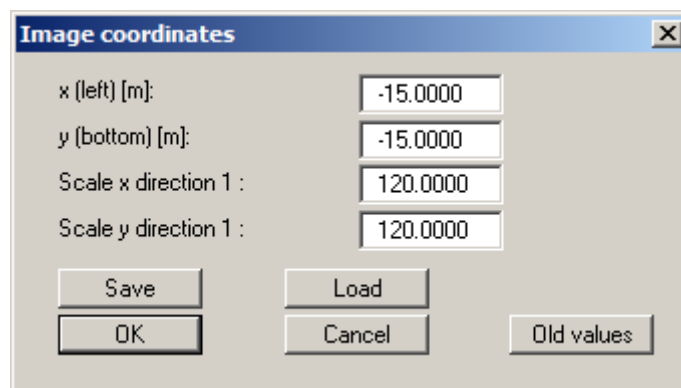 Image coordinates
x (left) [m]: -15.0000
y (bottom) [m]: -15.0000
Scale x direction 1 : 120.0000
Scale y direction 1 : 120.0000
Save Load
OK Cancel Old values